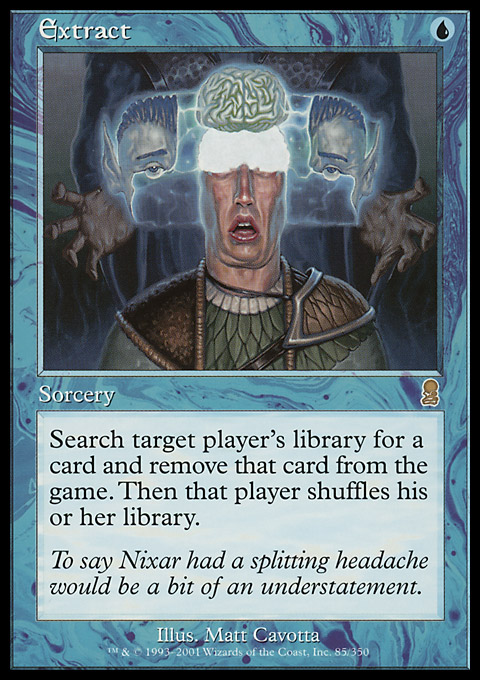 Extract
Sorcery
Search target player's library for a
card and remove that card from the
game. Then that player shuffles his
or her library.
To say Nixar had a splitting headache
would be a bit of an understatement.
Illus. Matt Cavotta
™ & © 1993–2001 Wizards of the Coast, Inc. 85/350